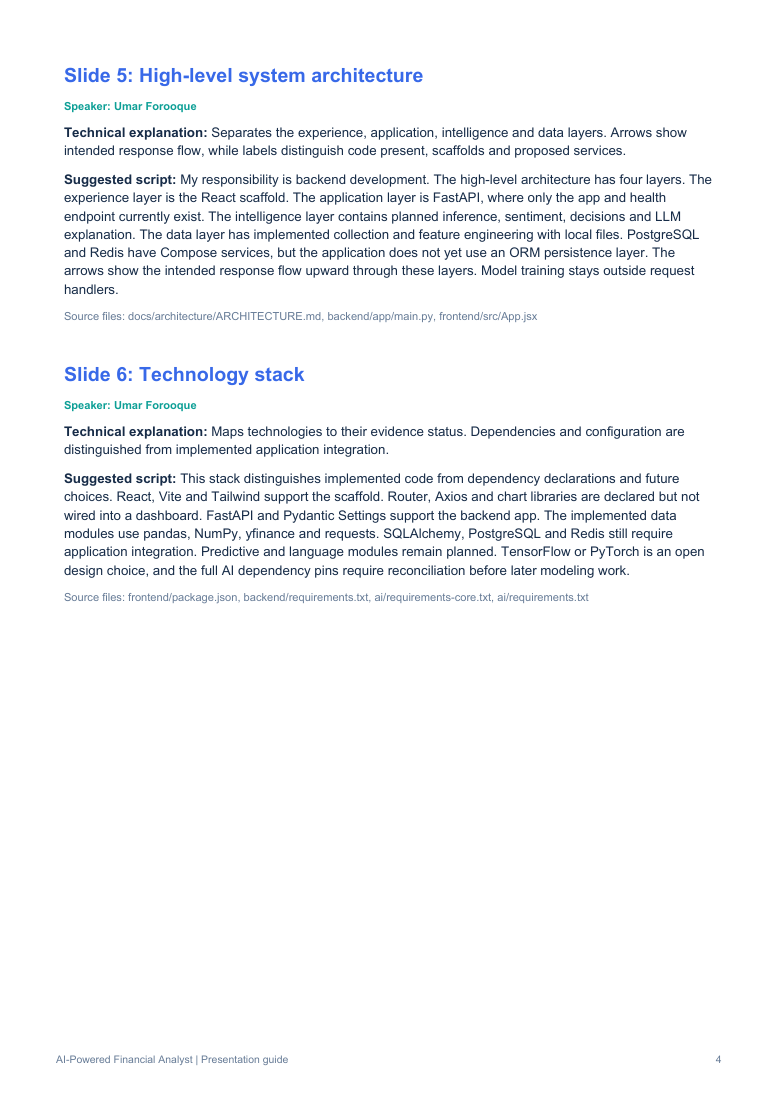 Slide 5: High-level system architecture
Speaker: Umar Forooque
Technical explanation: Separates the experience, application, intelligence and data layers. Arrows show
intended response flow, while labels distinguish code present, scaffolds and proposed services.
Suggested script: My responsibility is backend development. The high-level architecture has four layers. The
experience layer is the React scaffold. The application layer is FastAPI, where only the app and health
endpoint currently exist. The intelligence layer contains planned inference, sentiment, decisions and LLM
explanation. The data layer has implemented collection and feature engineering with local files. PostgreSQL
and Redis have Compose services, but the application does not yet use an ORM persistence layer. The
arrows show the intended response flow upward through these layers. Model training stays outside request
handlers.
Source files: docs/architecture/ARCHITECTURE.md, backend/app/main.py, frontend/src/App.jsx
Slide 6: Technology stack
Speaker: Umar Forooque
Technical explanation: Maps technologies to their evidence status. Dependencies and configuration are
distinguished from implemented application integration.
Suggested script: This stack distinguishes implemented code from dependency declarations and future
choices. React, Vite and Tailwind support the scaffold. Router, Axios and chart libraries are declared but not
wired into a dashboard. FastAPI and Pydantic Settings support the backend app. The implemented data
modules use pandas, NumPy, yfinance and requests. SQLAlchemy, PostgreSQL and Redis still require
application integration. Predictive and language modules remain planned. TensorFlow or PyTorch is an open
design choice, and the full AI dependency pins require reconciliation before later modeling work.
Source files: frontend/package.json, backend/requirements.txt, ai/requirements-core.txt, ai/requirements.txt
AI-Powered Financial Analyst | Presentation guide
4